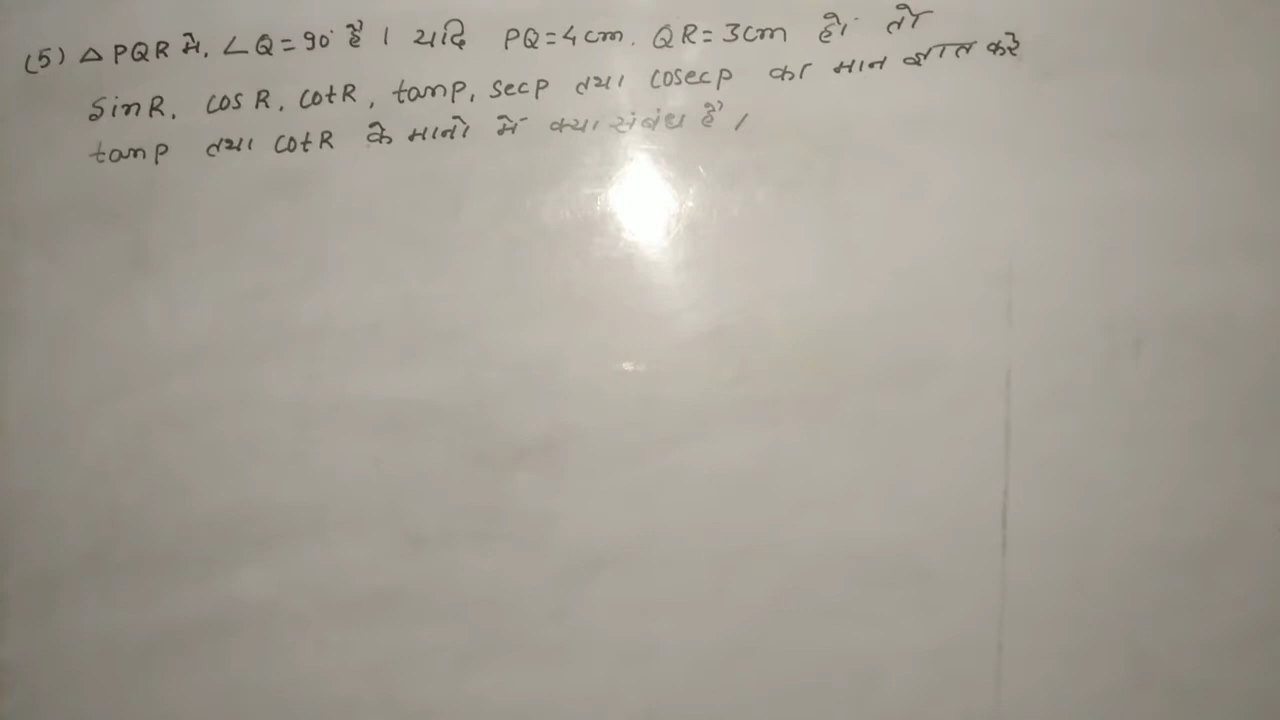 (5) △ PQR मे, ∠Q=90° है । यदि PQ=4cm. QR=3cm हो। तो
sinR, cosR, cotR, tanp, secp तथा cosecp का मान ज्ञात करे
tanp तथा cotR के मानो में क्या संबंध है ।